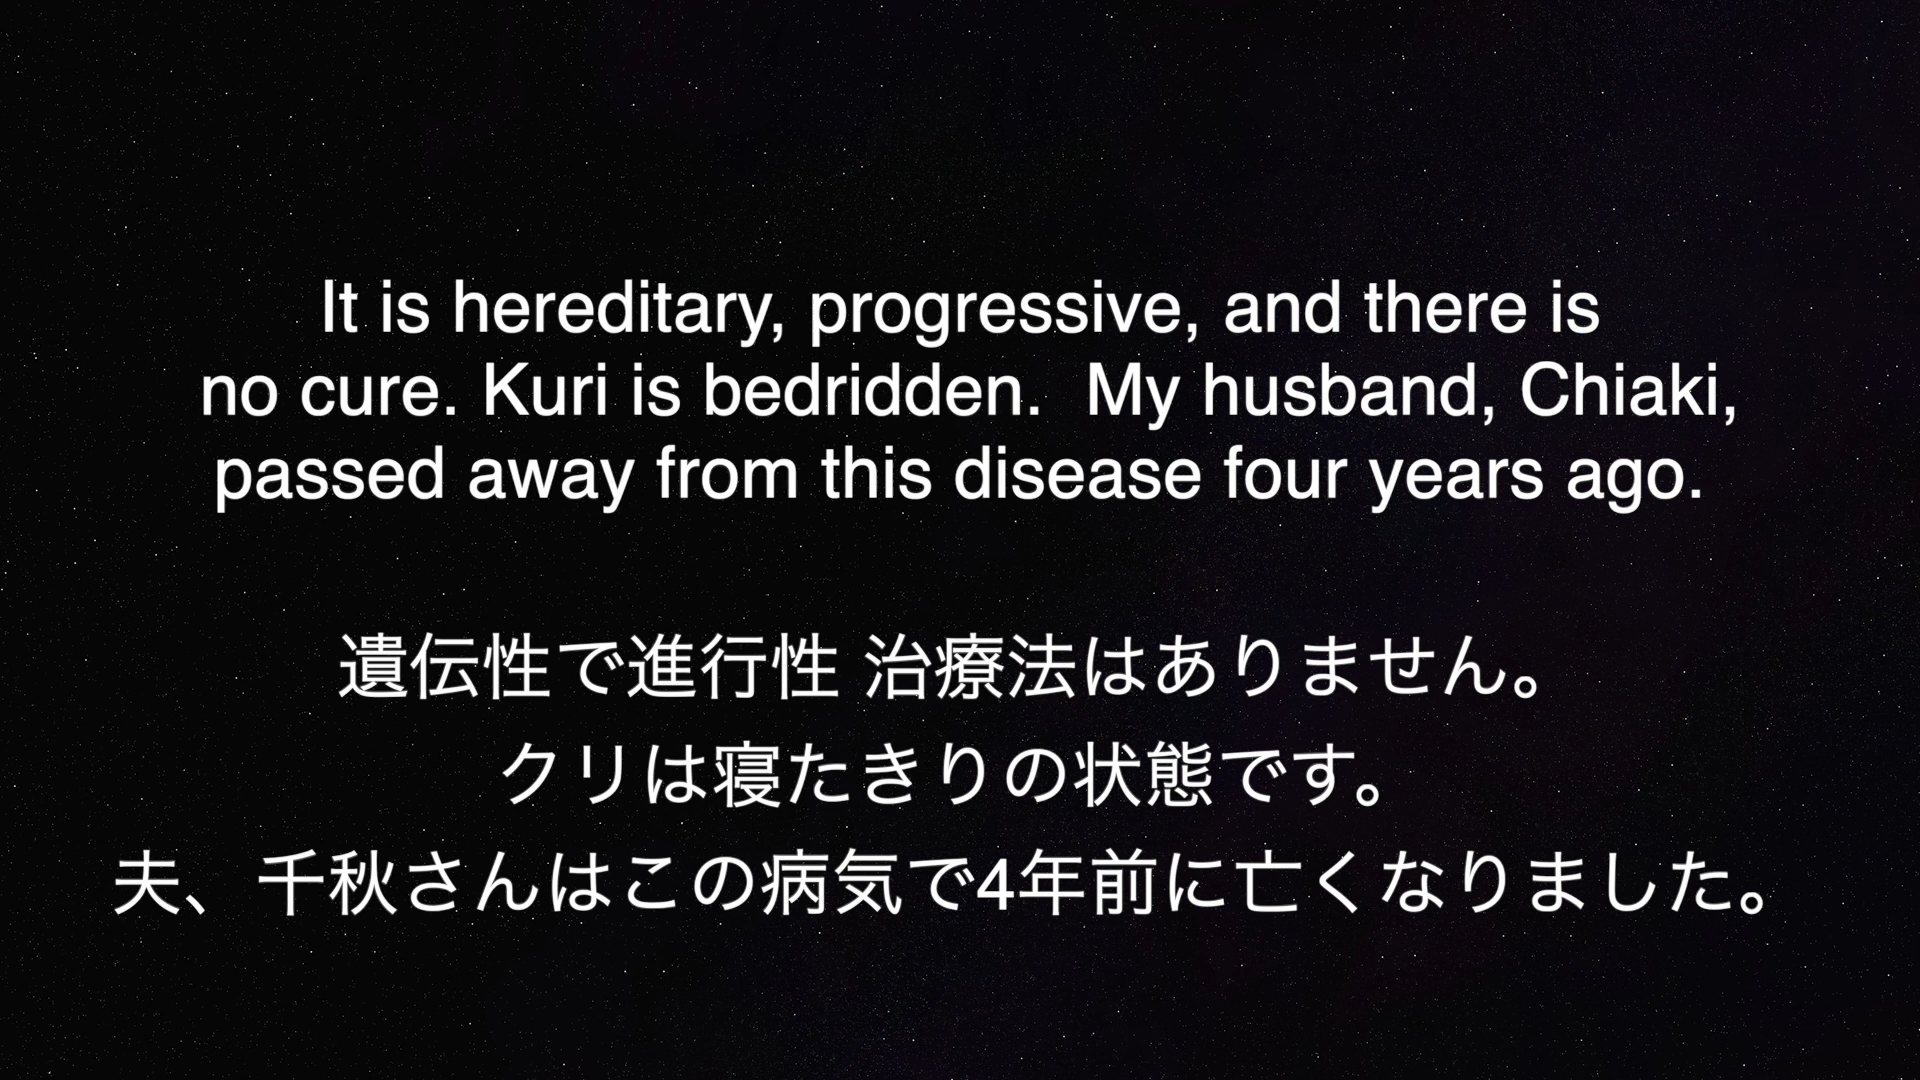 It is hereditary, progressive, and there is
no cure. Kuri is bedridden.  My husband, Chiaki,
passed away from this disease four years ago.
遺伝性で進行性 治療法はありません。
クリは寝たきりの状態です。
夫、千秋さんはこの病気で4年前に亡くなりました。